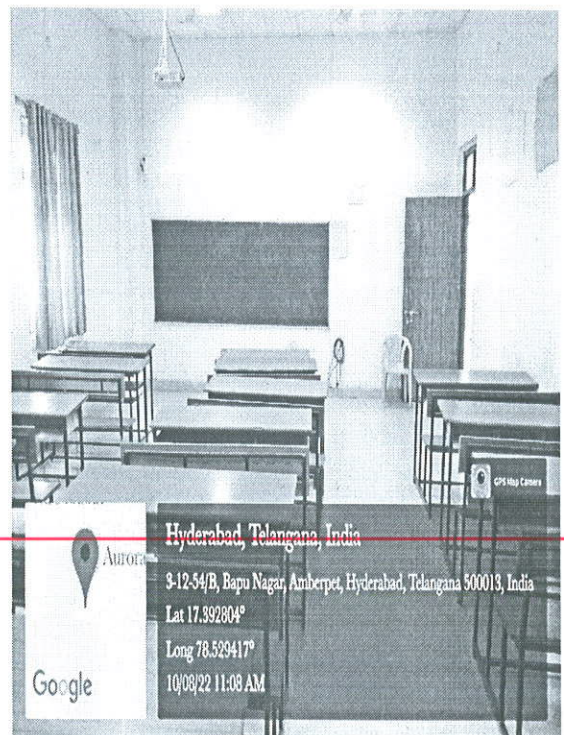 GPS Map Camera
Hyderabad, Telangana, India
Aurora
3-12-54/B, Bapu Nagar, Amberpet, Hyderabad, Telangana 500013, India
Lat 17.392804°
Long 78.529417°
10/08/22 11:08 AM
Google